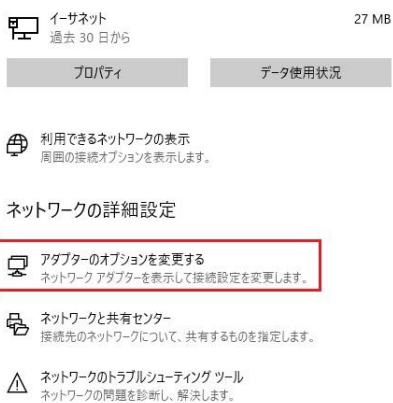 イーサネット 27 MB
過去 30 日から
プロパティ データ使用状況
利用できるネットワークの表示
周囲の接続オプションを表示します。
ネットワークの詳細設定
アダプターのオプションを変更する
ネットワーク アダプターを表示して接続設定を変更します。
ネットワークと共有センター
接続先のネットワークについて、共有するものを指定します。
ネットワークのトラブルシューティング ツール
ネットワークの問題を診断し、解決します。